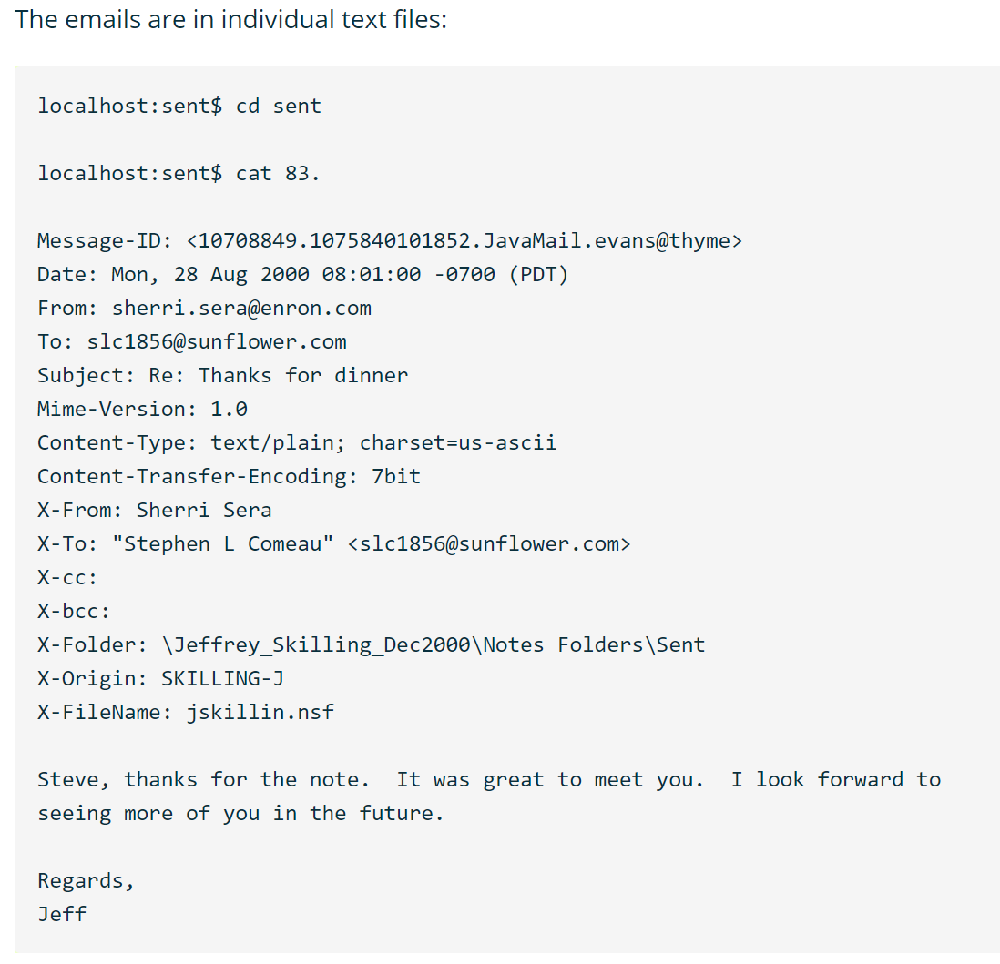 The emails are in individual text files:
localhost:sent$ cd sent
localhost:sent$ cat 83.
Message-ID: <10708849.1075840101852.JavaMail.evans@thyme>
Date: Mon, 28 Aug 2000 08:01:00 -0700 (PDT)
From: sherri.sera@enron.com
To: slc1856@sunflower.com
Subject: Re: Thanks for dinner
Mime-Version: 1.0
Content-Type: text/plain; charset=us-ascii
Content-Transfer-Encoding: 7bit
X-From: Sherri Sera
X-To: "Stephen L Comeau" <slc1856@sunflower.com>
X-cc:
X-bcc:
X-Folder: \Jeffrey_Skilling_Dec2000\Notes Folders\Sent
X-Origin: SKILLING-J
X-FileName: jskillin.nsf
Steve, thanks for the note.  It was great to meet you.  I look forward to
seeing more of you in the future.
Regards,
Jeff